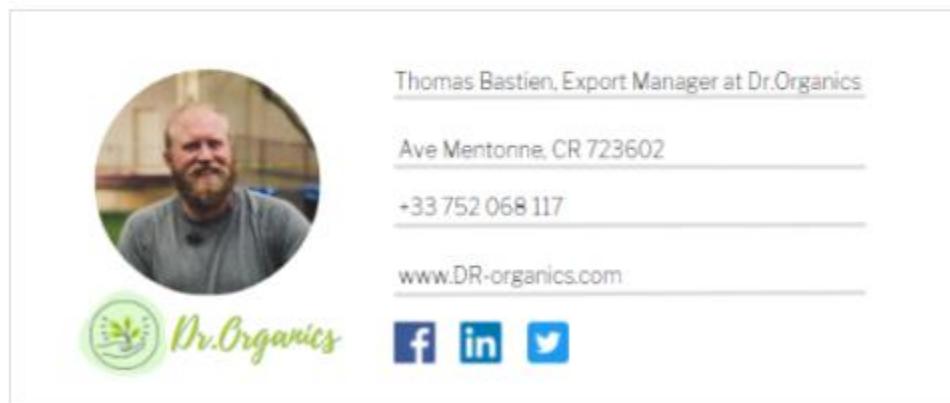 Thomas Bastien, Export Manager at Dr.Organics
Ave Mentonne, CR 723602
+33 752 068 117
www.DR-organics.com
Dr.Organics
f in